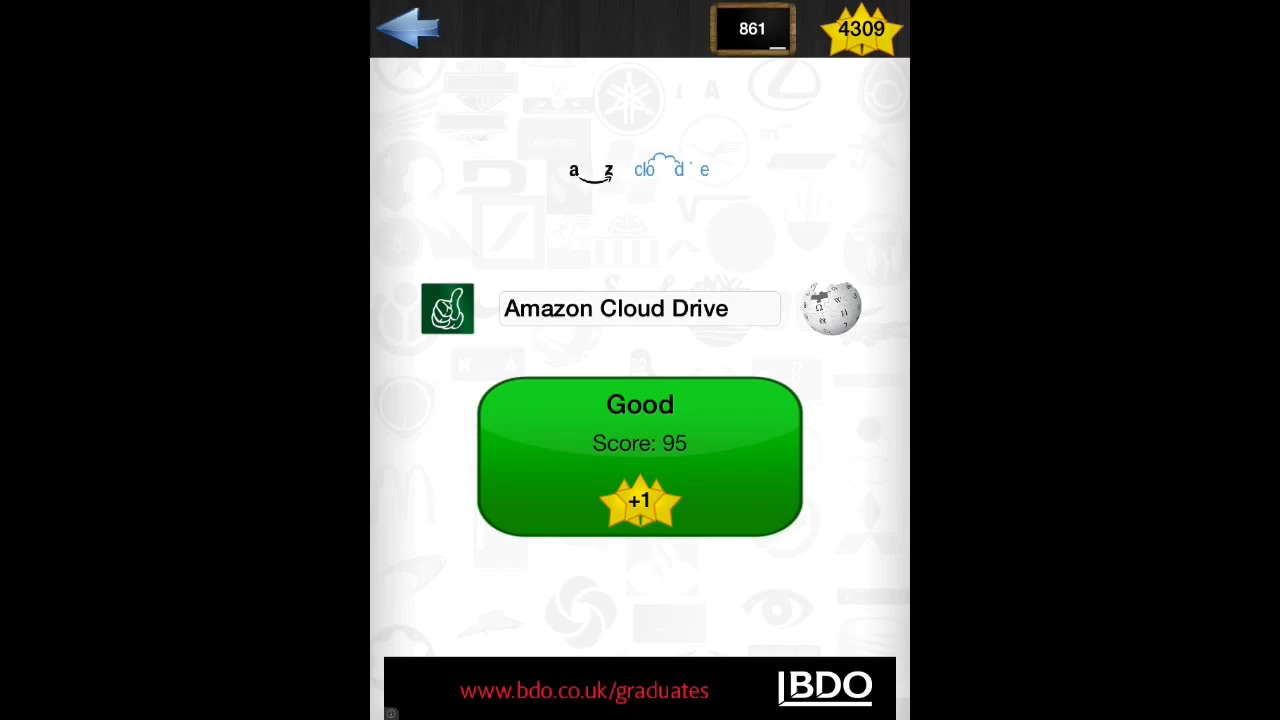 861
4309
a z clo d e
Amazon Cloud Drive
Good
Score: 95
+1
www.bdo.co.uk/graduates
BDO